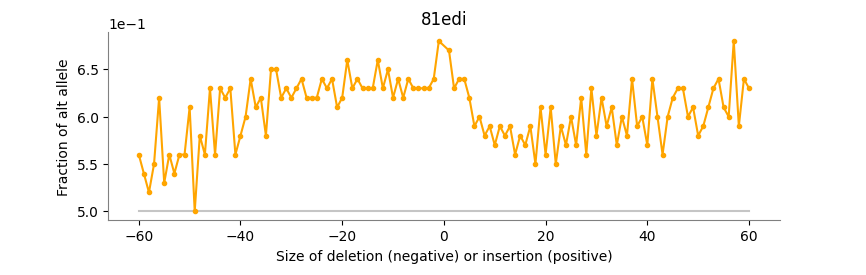 81edi
1e−1
Fraction of alt allele
6.5
6.0
5.5
5.0
−60 −40 −20 0 20 40 60
Size of deletion (negative) or insertion (positive)